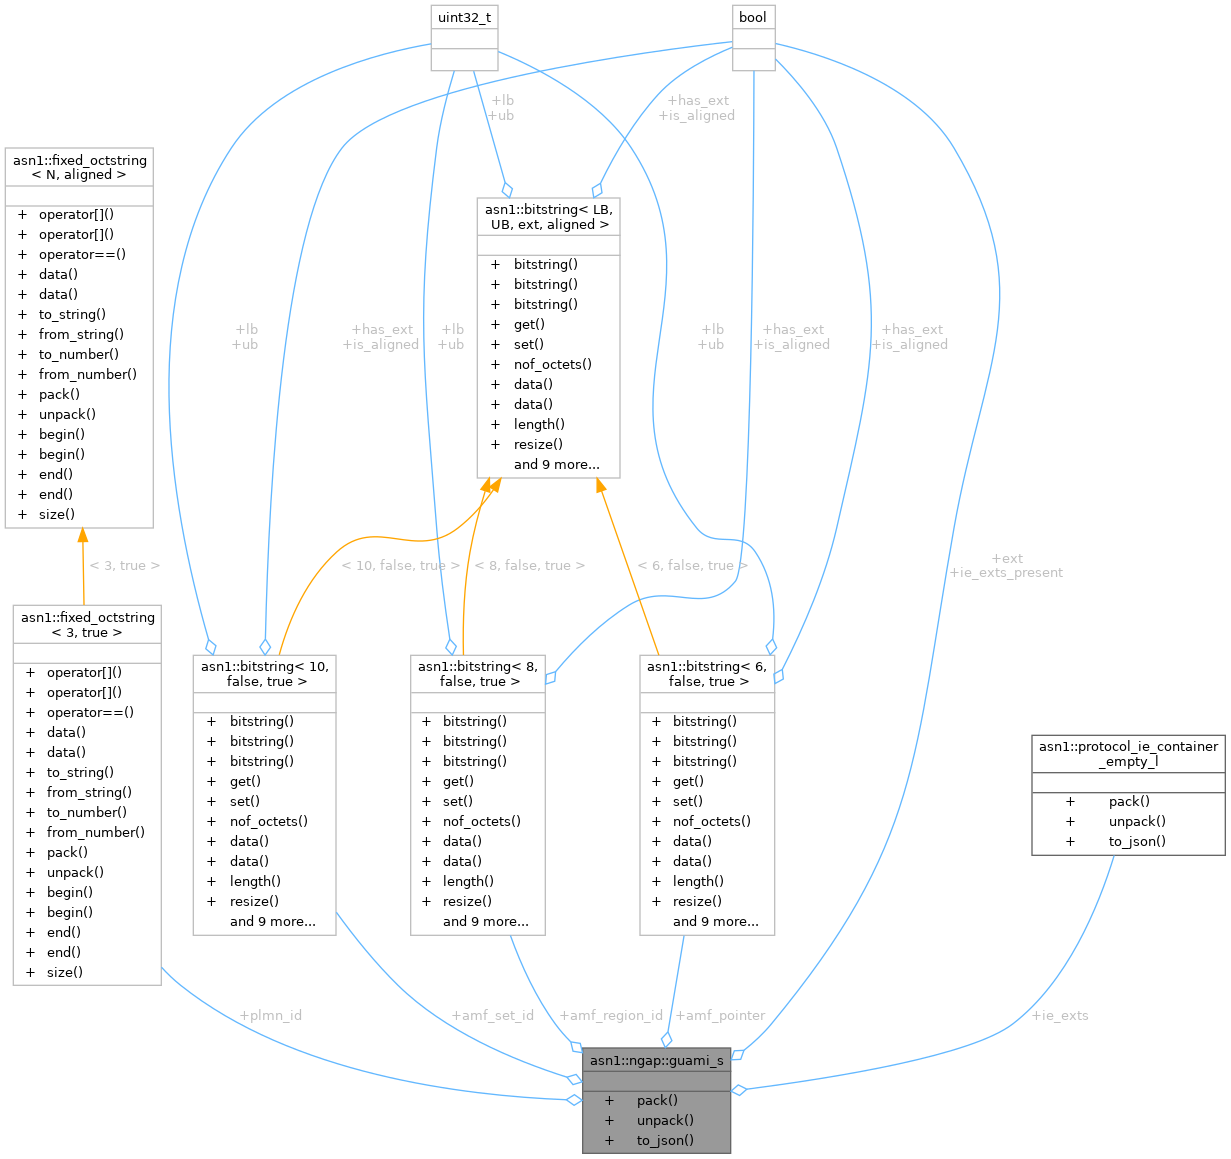 uint32_t
bool
+lb
+ub
+has_ext
+is_aligned
asn1::fixed_octstring
< N, aligned >
+ operator[]()
+ operator[]()
+ operator==()
+ data()
+ data()
+ to_string()
+ from_string()
+ to_number()
+ from_number()
+ pack()
+ unpack()
+ begin()
+ begin()
+ end()
+ end()
+ size()
asn1::bitstring< LB,
UB, ext, aligned >
+ bitstring()
+ bitstring()
+ bitstring()
+ get()
+ set()
+ nof_octets()
+ data()
+ data()
+ length()
+ resize()
and 9 more...
+lb
+ub
+has_ext
+is_aligned
+lb
+ub
+lb
+ub
+has_ext
+is_aligned
+has_ext
+is_aligned
< 3, true >
< 10, false, true >
< 8, false, true >
< 6, false, true >
+ext
+ie_exts_present
asn1::fixed_octstring
< 3, true >
+ operator[]()
+ operator[]()
+ operator==()
+ data()
+ data()
+ to_string()
+ from_string()
+ to_number()
+ from_number()
+ pack()
+ unpack()
+ begin()
+ begin()
+ end()
+ end()
+ size()
asn1::bitstring< 10,
false, true >
+ bitstring()
+ bitstring()
+ bitstring()
+ get()
+ set()
+ nof_octets()
+ data()
+ data()
+ length()
+ resize()
and 9 more...
asn1::bitstring< 8,
false, true >
+ bitstring()
+ bitstring()
+ bitstring()
+ get()
+ set()
+ nof_octets()
+ data()
+ data()
+ length()
+ resize()
and 9 more...
asn1::bitstring< 6,
false, true >
+ bitstring()
+ bitstring()
+ bitstring()
+ get()
+ set()
+ nof_octets()
+ data()
+ data()
+ length()
+ resize()
and 9 more...
asn1::protocol_ie_container
_empty_l
+ pack()
+ unpack()
+ to_json()
+plmn_id
+amf_set_id
+amf_region_id
+amf_pointer
+ie_exts
asn1::ngap::guami_s
+ pack()
+ unpack()
+ to_json()